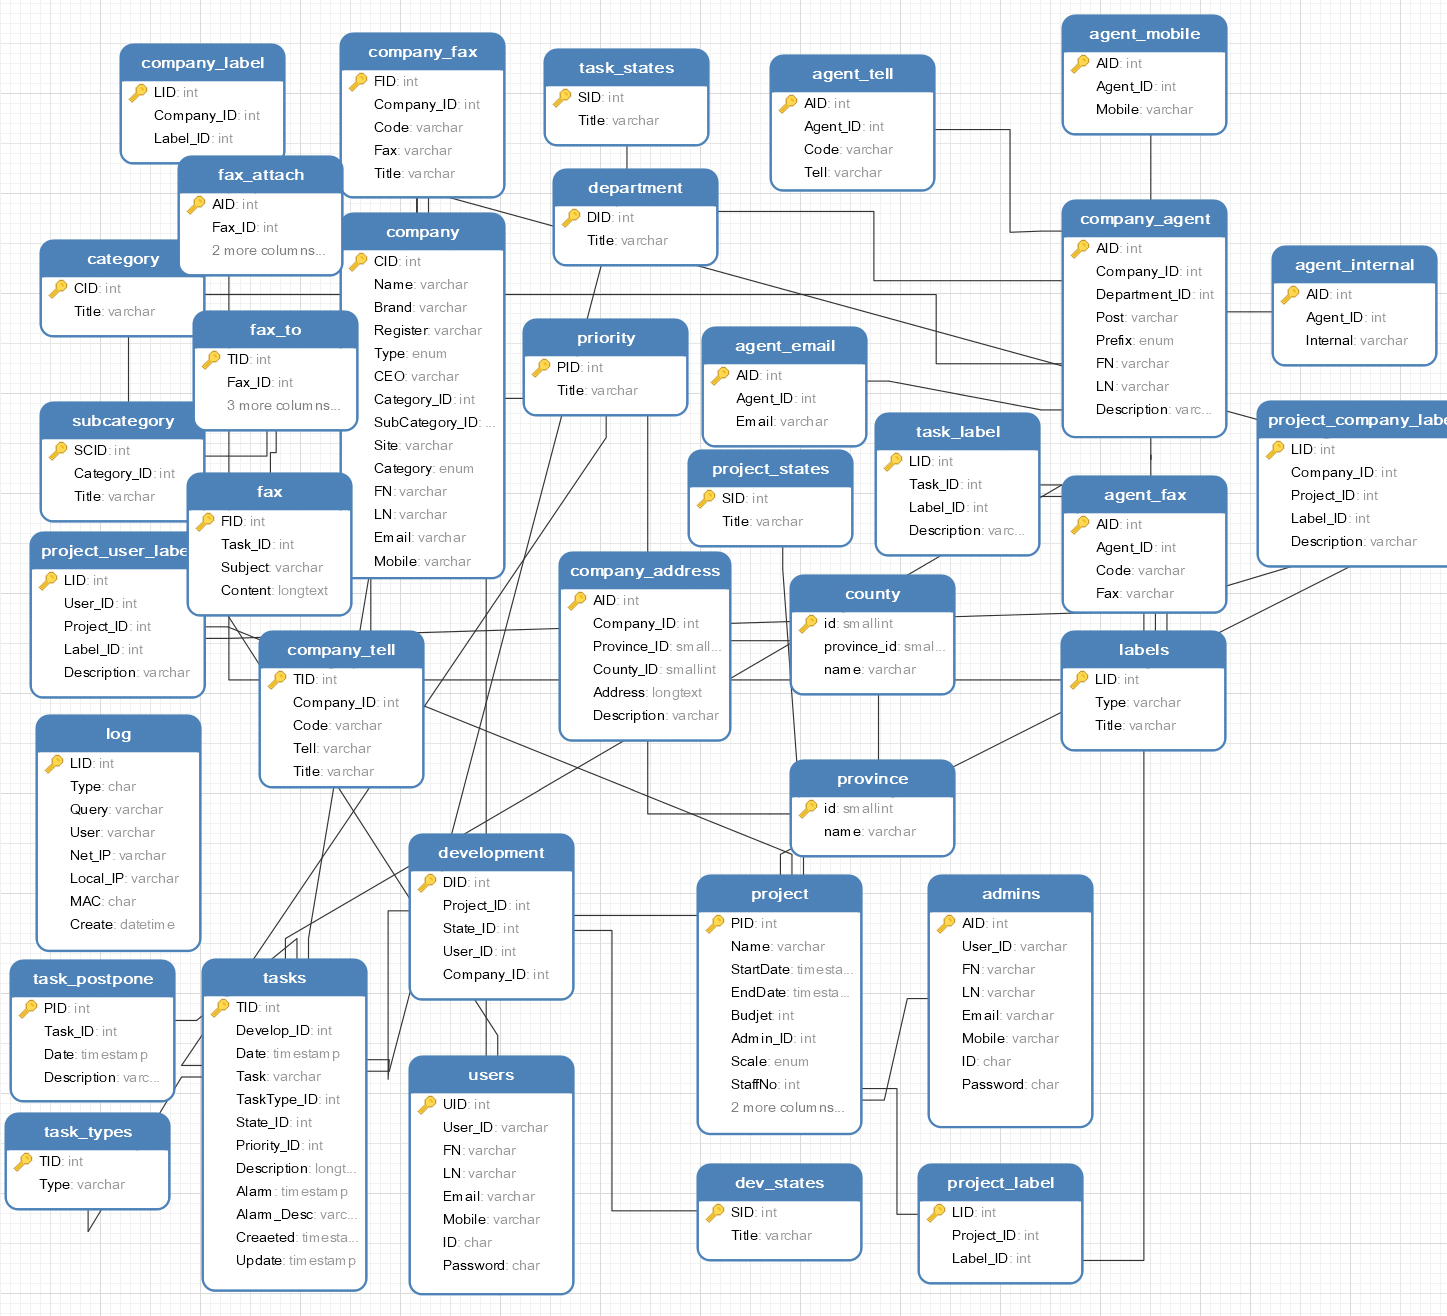 company_label
LID: int
Company_ID: int
Label_ID: int
company_fax
FID: int
Company_ID: int
Code: varchar
Fax: varchar
Title: varchar
task_states
SID: int
Title: varchar
agent_tell
AID: int
Agent_ID: int
Code: varchar
Tell: varchar
agent_mobile
AID: int
Agent_ID: int
Mobile: varchar
fax_attach
AID: int
Fax_ID: int
2 more columns...
department
DID: int
Title: varchar
company_agent
AID: int
Company_ID: int
Department_ID: int
Post: varchar
Prefix: enum
FN: varchar
LN: varchar
Description: varc...
agent_internal
AID: int
Agent_ID: int
Internal: varchar
category
CID: int
Title: varchar
company
CID: int
Name: varchar
Brand: varchar
Register: varchar
Type: enum
CEO: varchar
Category_ID: int
SubCategory_ID: ...
Site: varchar
Category: enum
FN: varchar
LN: varchar
Email: varchar
Mobile: varchar
fax_to
TID: int
Fax_ID: int
3 more columns...
priority
PID: int
Title: varchar
agent_email
AID: int
Agent_ID: int
Email: varchar
subcategory
SCID: int
Category_ID: int
Title: varchar
task_label
LID: int
Task_ID: int
Label_ID: int
Description: varc...
project_company_labe
LID: int
Company_ID: int
Project_ID: int
Label_ID: int
Description: varchar
project_states
SID: int
Title: varchar
fax
FID: int
Task_ID: int
Subject: varchar
Content: longtext
agent_fax
AID: int
Agent_ID: int
Code: varchar
Fax: varchar
project_user_labe
LID: int
User_ID: int
Project_ID: int
Label_ID: int
Description: varchar
company_address
AID: int
Company_ID: int
Province_ID: small...
County_ID: smallint
Address: longtext
Description: varchar
county
id: smallint
province_id: smal...
name: varchar
company_tell
TID: int
Company_ID: int
Code: varchar
Tell: varchar
Title: varchar
labels
LID: int
Type: varchar
Title: varchar
log
LID: int
Type: char
Query: varchar
User: varchar
Net_IP: varchar
Local_IP: varchar
MAC: char
Create: datetime
province
id: smallint
name: varchar
development
DID: int
Project_ID: int
State_ID: int
User_ID: int
Company_ID: int
project
PID: int
Name: varchar
StartDate: timesta...
EndDate: timesta...
Budjet: int
Admin_ID: int
Scale: enum
StaffNo: int
2 more columns...
admins
AID: int
User_ID: varchar
FN: varchar
LN: varchar
Email: varchar
Mobile: varchar
ID: char
Password: char
task_postpone
PID: int
Task_ID: int
Date: timestamp
Description: varc...
tasks
TID: int
Develop_ID: int
Date: timestamp
Task: varchar
TaskType_ID: int
State_ID: int
Priority_ID: int
Description: longt...
Alarm: timestamp
Alarm_Desc: varc...
Creaeted: timesta...
Update: timestamp
users
UID: int
User_ID: varchar
FN: varchar
LN: varchar
Email: varchar
Mobile: varchar
ID: char
Password: char
task_types
TID: int
Type: varchar
dev_states
SID: int
Title: varchar
project_label
LID: int
Project_ID: int
Label_ID: int